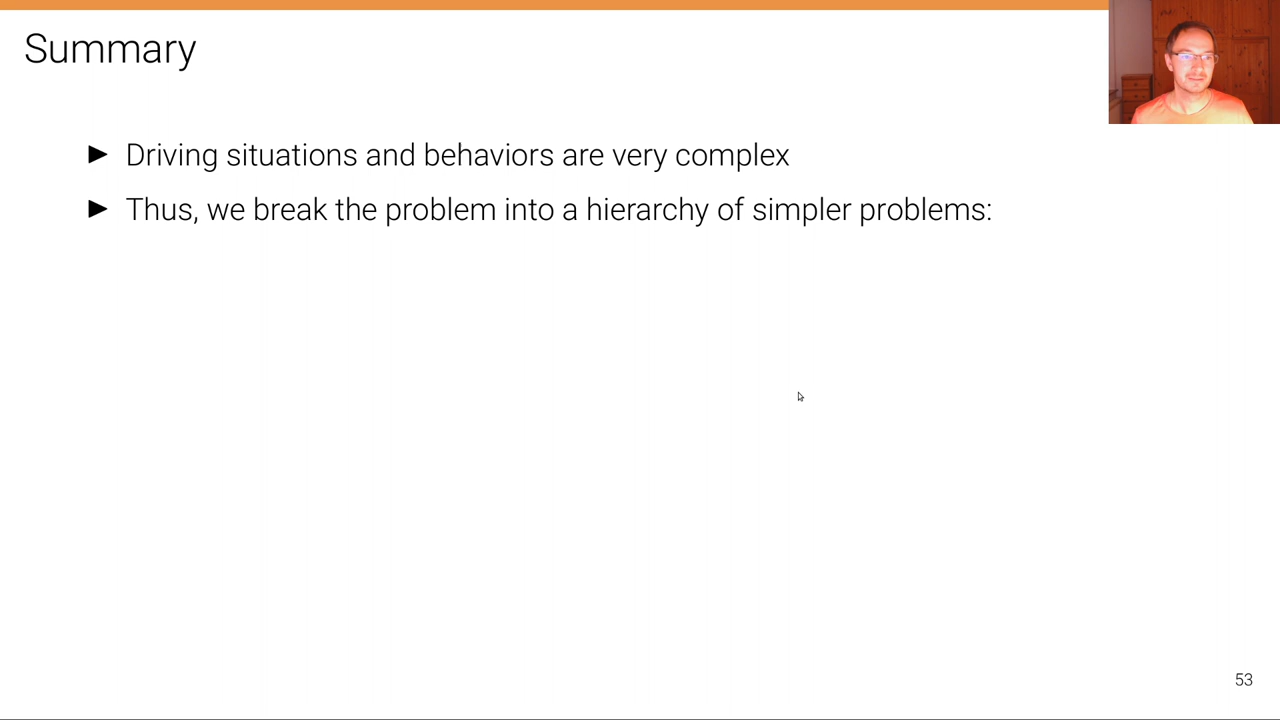 Summary
▶ Driving situations and behaviors are very complex
▶ Thus, we break the problem into a hierarchy of simpler problems:
53